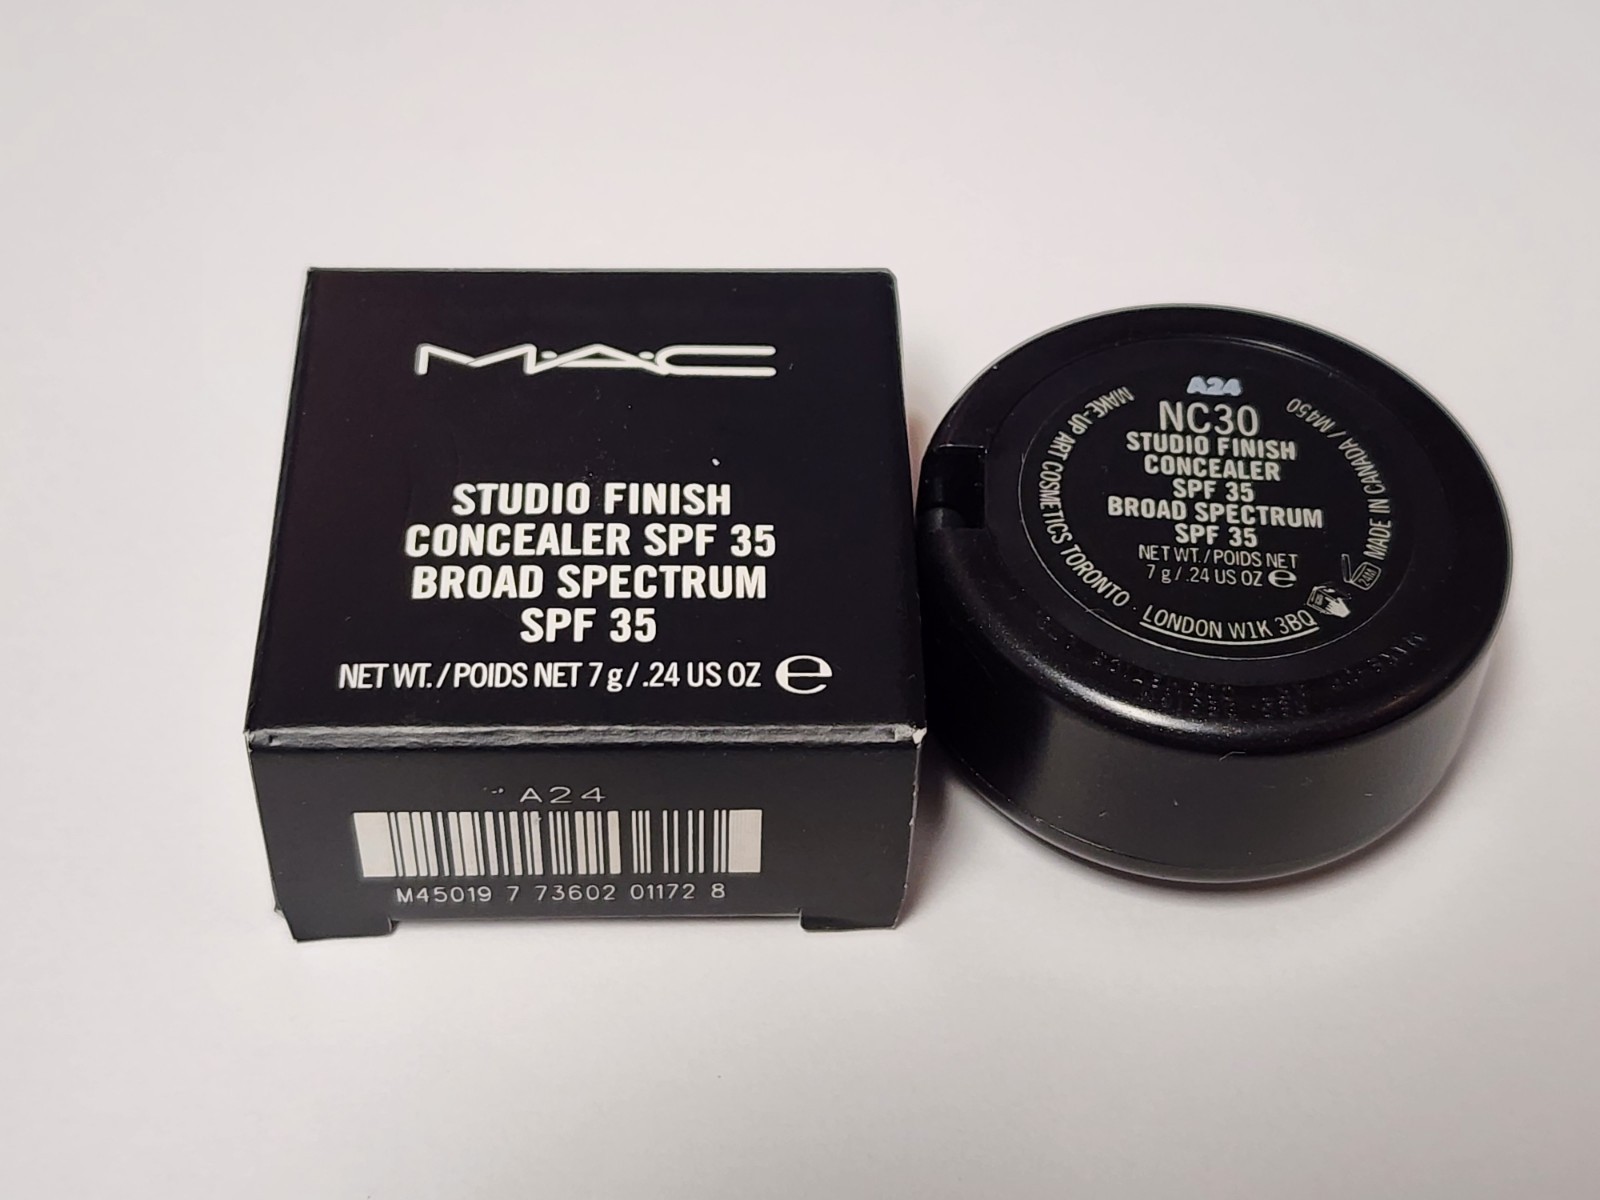 M·A·C
STUDIO FINISH
CONCEALER SPF 35
BROAD SPECTRUM
SPF 35
NET WT./POIDS NET 7 g/.24 US OZ ℮
A24
M45019 7 73602 01172 8
A24
NC30
STUDIO FINISH
CONCEALER
SPF 35
BROAD SPECTRUM
SPF 35
NET WT./POIDS NET
7 g/.24 US OZ ℮
MAKE-UP ART COSMETICS TORONTO · LONDON W1K 3BQ
24M
MADE IN CANADA / M450